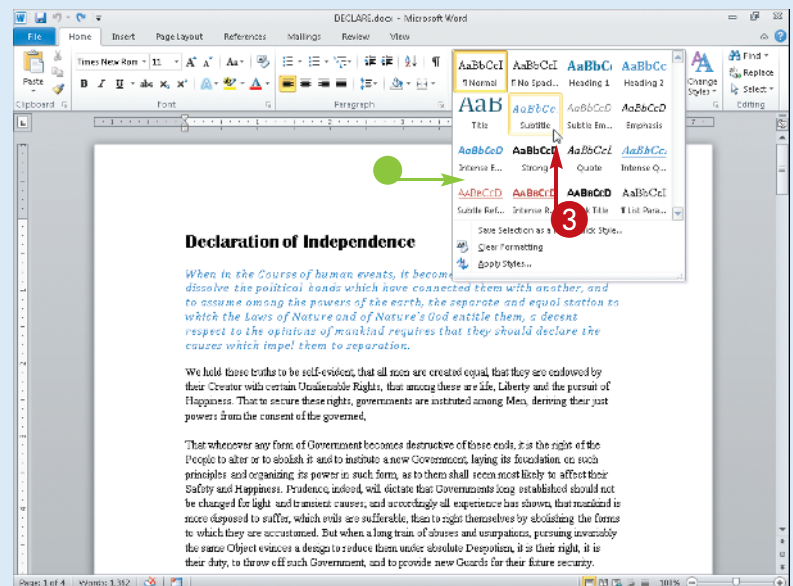 DECLARE.docx - Microsoft Word
File Home Insert Page Layout References Mailings Review View
Times New Rom 11 A A Aa
Paste B I U abc x, x² A A
Find
Replace
Select
Change Styles
Clipboard Font Paragraph Editing
AaBbCcI AaBbCcI AaBbCc AaBbCc
¶ Normal ¶ No Spaci... Heading 1 Heading 2
AaB AaBbCc. AaBbCcD AaBbCcD
Title Subtitle Subtle Em... Emphasis
AaBbCcD AaBbCcD AaBbCcI AaBbCc.
Intense E... Strong Quote Intense Q...
AaBbCcD AaBbCcD AaBbCcD AaBbCcI
Subtle Ref... Intense R... Title ¶ List Para...
3
Save Selection as a Quick Style...
Clear Formatting
Apply Styles...
Declaration of Independence
When in the Course of human events, it becom
dissolve the political bands which have connected them with another, and
to assume among the powers of the earth, the separate and equal station to
which the Laws of Nature and of Nature's God entitle them, a decent
respect to the opinions of mankind requires that they should declare the
causes which impel them to separation.
We hold these truths to be self-evident, that all men are created equal, that they are endowed by
their Creator with certain Unalienable Rights, that among these are life, Liberty and the pursuit of
Happiness. That to secure these rights, governments are instituted among Men, deriving their just
powers from the consent of the governed,
That whenever any form of Government becomes destructive of these ends, it is the right of the
People to alter or to abolish it and to institute a new Government, laying its foundation on such
principles and organizing its power in such form, as to them shall seem most likely to affect their
Safety and Happiness. Prudence, indeed, will dictate that Governments long established should not
be changed for light and transient causes; and accordingly all experience has shown, that mankind is
more disposed to suffer, which evils are sufferable, than to right themselves by abolishing the forms
to which they are accustomed. But when a long train of abuses and usurpations, pursuing invariably
the same Object evinces a design to reduce them under absolute Despotism, it is their right, it is
their duty, to throw off such Government, and to provide new Guards for their future security.
Page: 1 of 4 Words: 1,352 100%